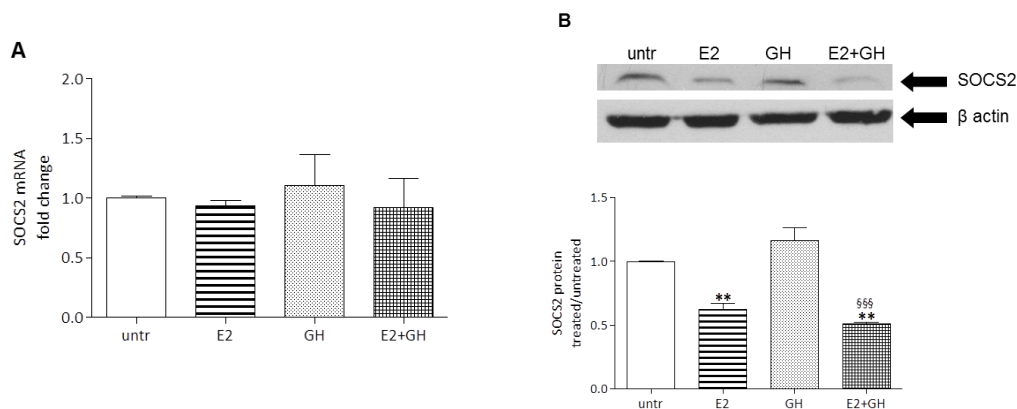 A
SOCS2 mRNA
fold change
2.0
1.5
1.0
0.5
0.0
untr E2 GH E2+GH
B
untr E2 GH E2+GH
SOCS2
β actin
SOCS2 protein
treated/untreated
1.5
1.0
0.5
0.0
**
§§§
**
untr E2 GH E2+GH